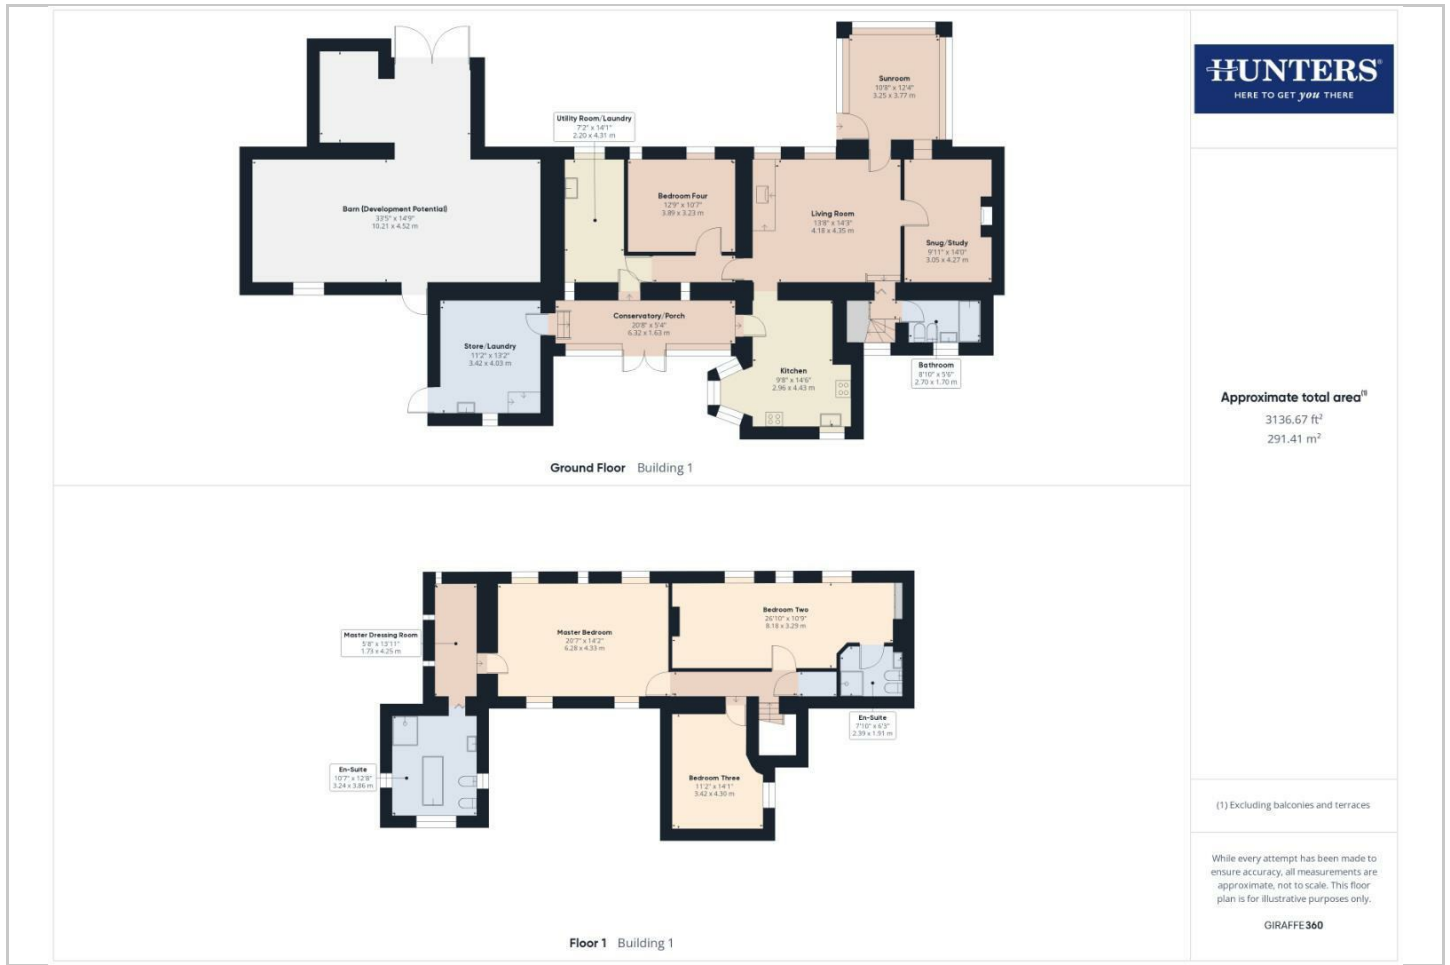 Sunroom
10'8" x 12'4"
3.25 x 3.77 m
Utility Room/Laundry
7'2" x 14'1"
2.20 x 4.31 m
Barn (Development Potential)
33'5" x 14'9"
10.21 x 4.52 m
Bedroom Four
12'9" x 10'7"
3.89 x 3.23 m
Living Room
13'8" x 14'3"
4.18 x 4.35 m
Snug/Study
9'11" x 14'0"
3.05 x 4.27 m
Conservatory/Porch
20'8" x 5'4"
6.32 x 1.63 m
Store/Laundry
11'2" x 13'2"
3.42 x 4.03 m
Kitchen
9'8" x 14'6"
2.96 x 4.43 m
Bathroom
8'10" x 5'6"
2.70 x 1.70 m
Ground Floor Building 1
Master Dressing Room
5'8" x 13'11"
1.73 x 4.25 m
Master Bedroom
20'7" x 14'2"
6.28 x 4.33 m
Bedroom Two
26'10" x 10'9"
8.18 x 3.29 m
En-Suite
7'10" x 6'3"
2.39 x 1.91 m
En-Suite
10'7" x 12'8"
3.24 x 3.86 m
Bedroom Three
11'2" x 14'1"
3.42 x 4.30 m
Floor 1 Building 1
HUNTERS®
HERE TO GET you THERE
Approximate total area(1)
3136.67 ft²
291.41 m²
(1) Excluding balconies and terraces
While every attempt has been made to
ensure accuracy, all measurements are
approximate, not to scale. This floor
plan is for illustrative purposes only.
GIRAFFE360